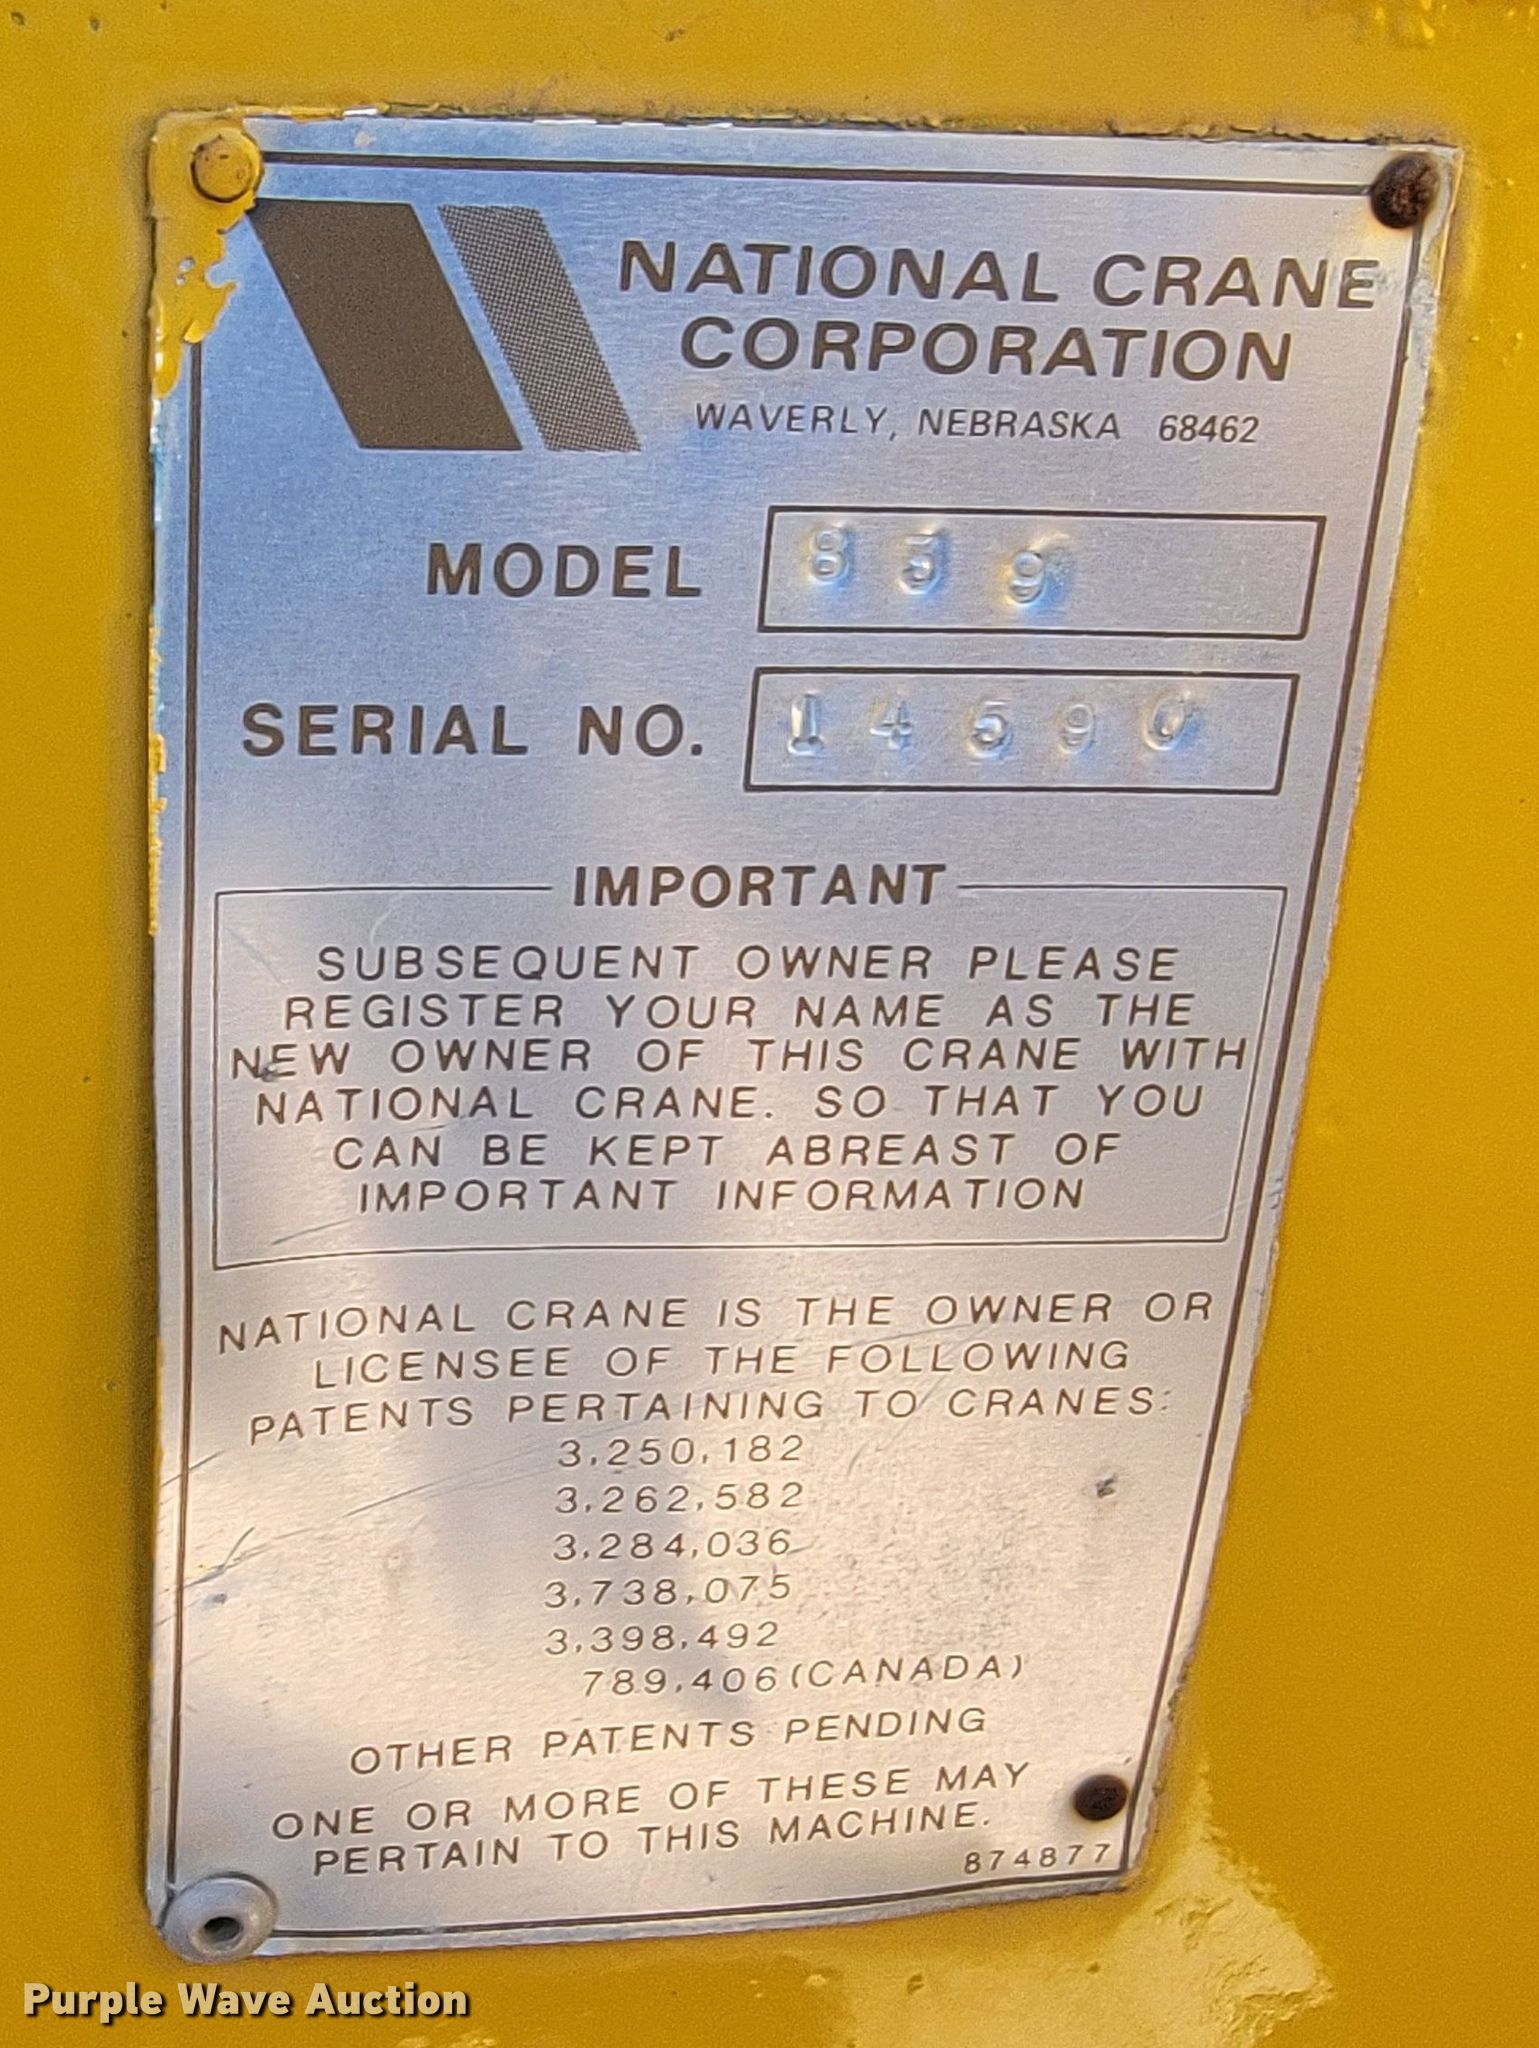 NATIONAL CRANE
CORPORATION
WAVERLY, NEBRASKA 68462
MODEL 839
SERIAL NO. 14590
IMPORTANT
SUBSEQUENT OWNER PLEASE
REGISTER YOUR NAME AS THE
NEW OWNER OF THIS CRANE WITH
NATIONAL CRANE. SO THAT YOU
CAN BE KEPT ABREAST OF
IMPORTANT INFORMATION
NATIONAL CRANE IS THE OWNER OR
LICENSEE OF THE FOLLOWING
PATENTS PERTAINING TO CRANES:
3,250,182
3,262,582
3,284,036
3,738,075
3,398,492
789,406 (CANADA)
OTHER PATENTS PENDING
ONE OR MORE OF THESE MAY
PERTAIN TO THIS MACHINE.
874877
Purple Wave Auction